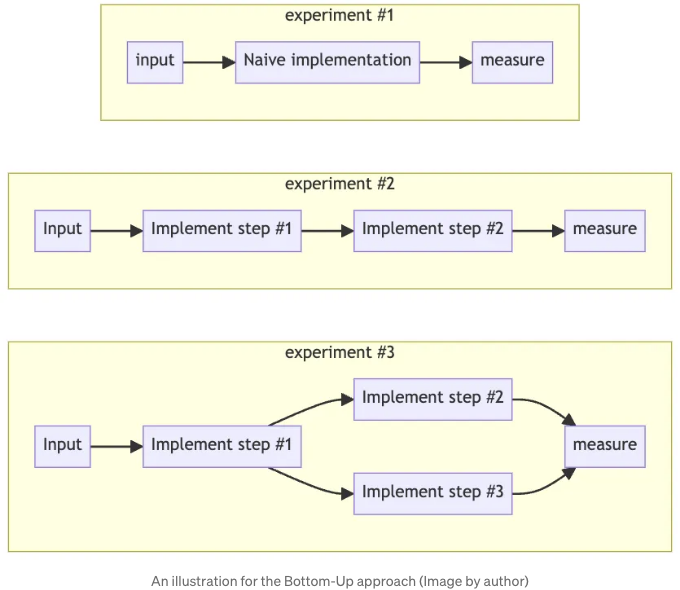 experiment #1
input
Naive implementation
measure
experiment #2
Input
Implement step #1
Implement step #2
measure
experiment #3
Implement step #2
Input
Implement step #1
measure
Implement step #3
An illustration for the Bottom-Up approach (Image by author)